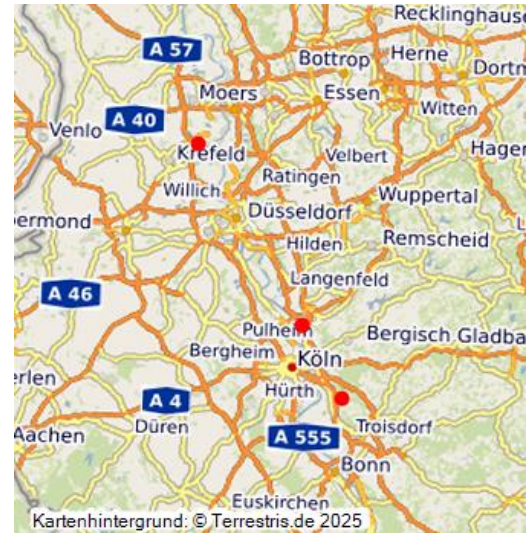 Recklinghause
A 57
Bottrop
Herne
Dortm
Moers
Essen
A 40
Witten
Venlo
Krefeld
Velbert
Hagen
Ratingen
Willich
Wuppertal
ermond
Düsseldorf
Hilden
Remscheid
A 46
Langenfeld
Pulheim
Bergisch Gladba
Bergheim
Köln
erlen
Hürth
A 4
Troisdorf
Aachen
Düren
A 555
Bonn
Euskirchen
Kartenhintergrund: © Terrestris.de 2025